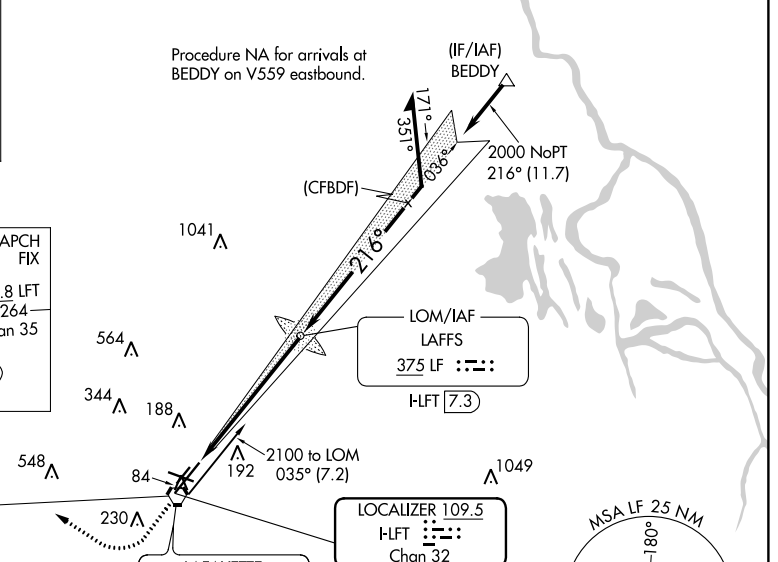 Procedure NA for arrivals at
BEDDY on V559 eastbound.
(IF/IAF)
BEDDY
171°
351°
036°
2000 NoPT
216° (11.7)
(CFBDF)
216°
1041
APCH
FIX
.8 LFT
264
an 35
)
LOM/IAF
LAFFS
375 LF
I-LFT 7.3
564
344
188
548
84
192
2100 to LOM
035° (7.2)
1049
230
LOCALIZER 109.5
I-LFT
Chan 32
MSA LF 25 NM
180°